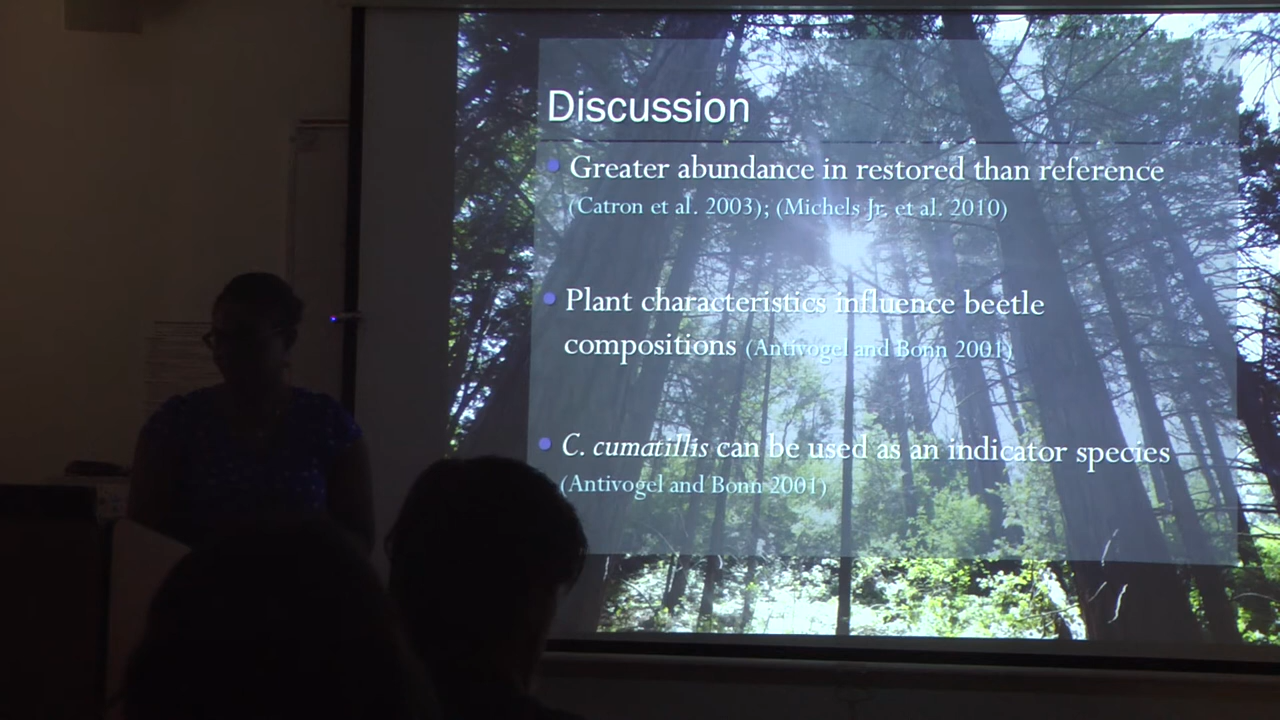 Discussion
Greater abundance in restored than reference
(Catron et al. 2003); (Michels Jr. et al. 2010)
Plant characteristics influence beetle
compositions (Antivogel and Bonn 2001)
C. cumatillis can be used as an indicator species
(Antivogel and Bonn 2001)